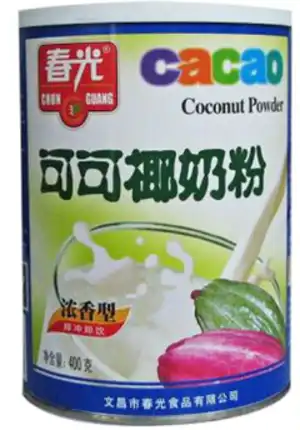 春光
CHUN GUANG
cacao
Coconut Powder
可可椰奶粉
浓香型
即冲即饮
净含量: 400克
文昌市春光食品有限公司